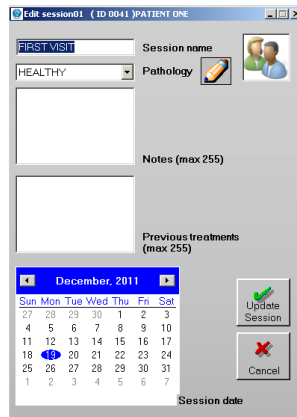 Edit session01 ( ID 0041 )PATIENT ONE
FIRST VISIT Session name
HEALTHY Pathology
Notes (max 255)
Previous treatments
(max 255)
December, 2011
Sun Mon Tue Wed Thu Fri Sat
27 28 29 30 1 2 3
4 5 6 7 8 9 10
11 12 13 14 15 16 17
18 19 20 21 22 23 24
25 26 27 28 29 30 31
1 2 3 4 5 6 7
Update
Session
Cancel
Session date